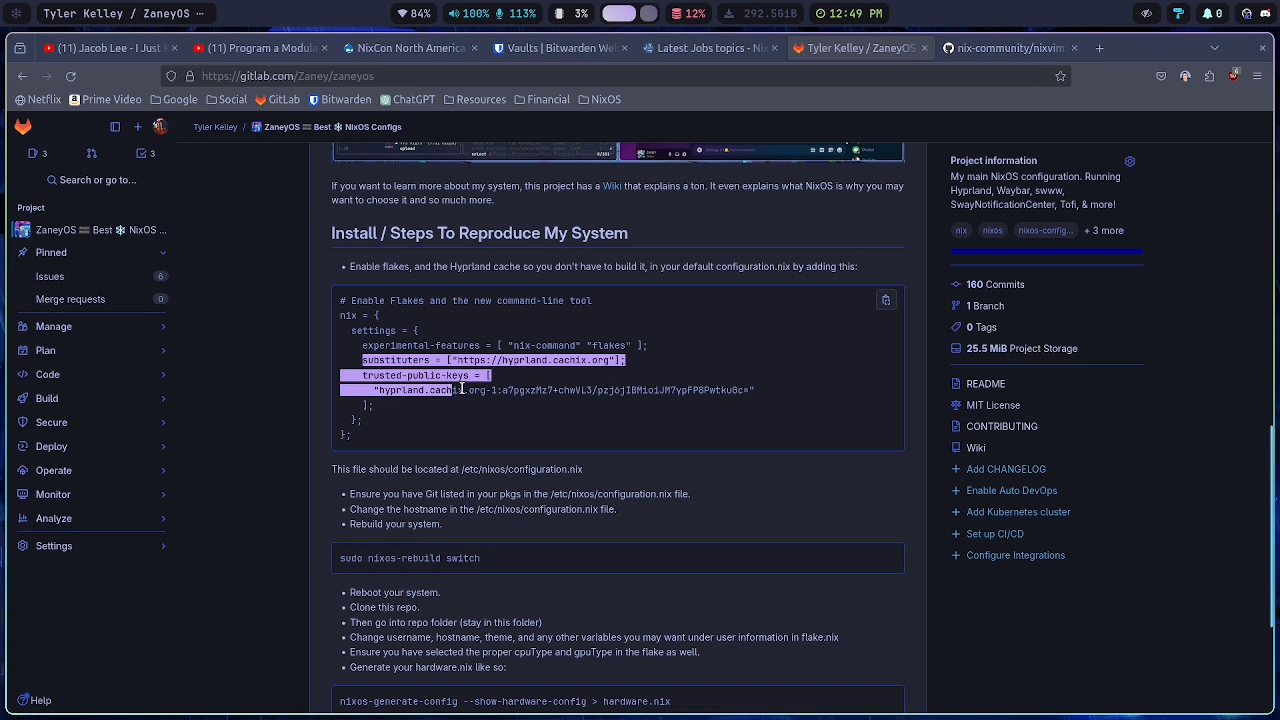 Tyler Kelley / ZaneyOS ⋯
84%
100% 113%
3%
12%
292.5GiB
12:49 PM
0
(11) Jacob Lee - I Just
(11) Program a Modula
NixCon North America
Vaults | Bitwarden We
Latest Jobs topics - Nix
Tyler Kelley / ZaneyOS
nix-community/nixvim
https://gitlab.com/Zaney/zaneyos
6
Netflix Prime Video Google Social GitLab Bitwarden ChatGPT Resources Financial NixOS
Tyler Kelley / ZaneyOS 🟰 Best ❄️ NixOS Configs
3 3
Search or go to...
Project
ZaneyOS 🟰 Best ❄️ NixOS ...
Pinned
Issues 6
Merge requests 0
Manage
Plan
Code
Build
Secure
Deploy
Operate
Monitor
Analyze
Settings
Help
If you want to learn more about my system, this project has a Wiki that explains a ton. It even explains what NixOS is why you may
want to choose it and so much more.
Install / Steps To Reproduce My System
• Enable flakes, and the Hyprland cache so you don't have to build it, in your default configuration.nix by adding this:
# Enable Flakes and the new command-line tool
nix = {
settings = {
experimental-features = [ "nix-command" "flakes" ];
substituters = ["https://hyprland.cachix.org"];
trusted-public-keys = [
"hyprland.cachix.org-1:a7pgxzMz7+chwVL3/pzj6jIBMioiJM7ypFP8PwtkuGc="
];
};
};
This file should be located at /etc/nixos/configuration.nix
• Ensure you have Git listed in your pkgs in the /etc/nixos/configuration.nix file.
• Change the hostname in the /etc/nixos/configuration.nix file.
• Rebuild your system.
sudo nixos-rebuild switch
• Reboot your system.
• Clone this repo.
• Then go into repo folder (stay in this folder)
• Change username, hostname, theme, and any other variables you may want under user information in flake.nix
• Ensure you have selected the proper cpuType and gpuType in the flake as well.
• Generate your hardware.nix like so:
nixos-generate-config --show-hardware-config > hardware.nix
Project information
My main NixOS configuration. Running
Hyprland, Waybar, swww,
SwayNotificationCenter, Tofi, & more!
nix nixos nixos-config... + 3 more
160 Commits
1 Branch
0 Tags
25.5 MiB Project Storage
README
MIT License
CONTRIBUTING
Wiki
+ Add CHANGELOG
+ Enable Auto DevOps
+ Add Kubernetes cluster
+ Set up CI/CD
+ Configure Integrations